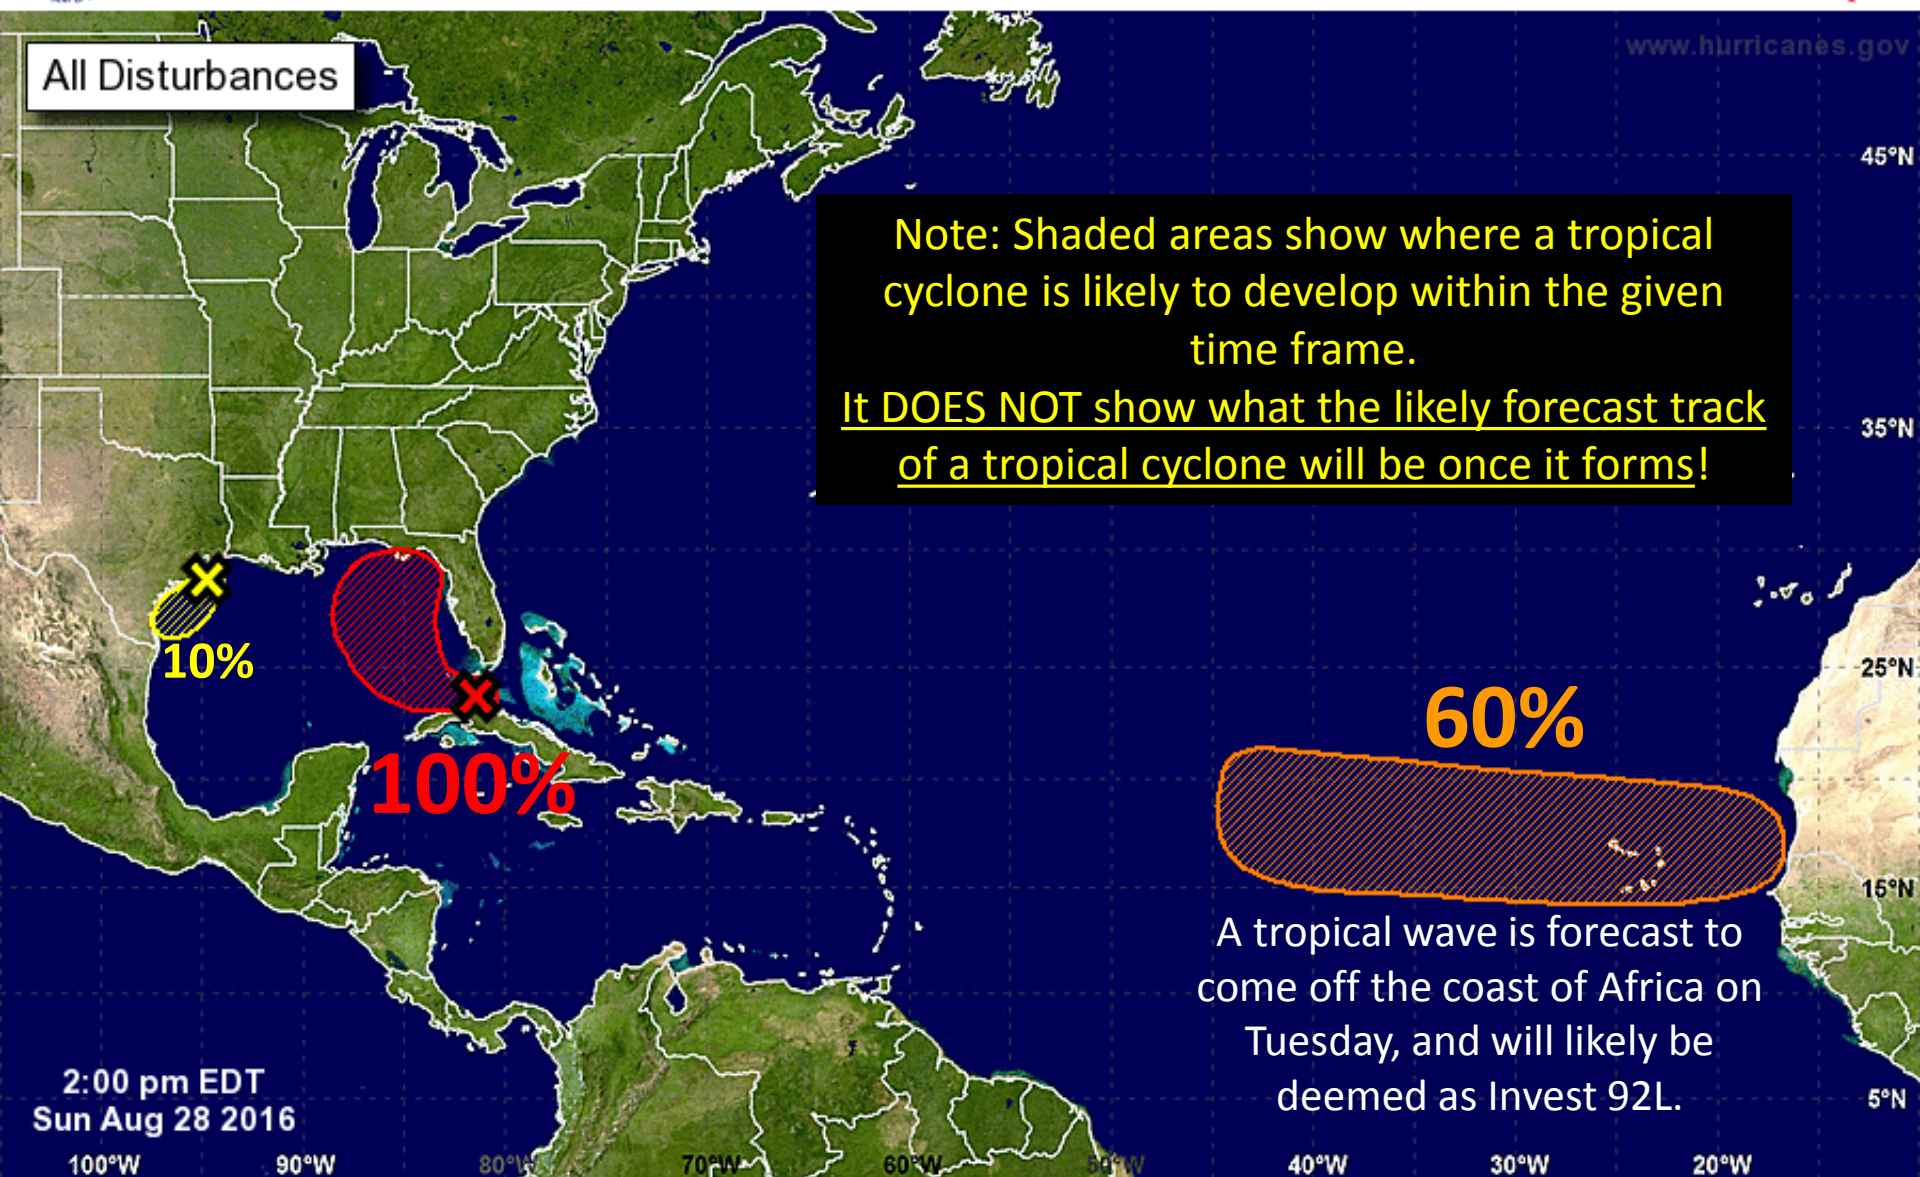 All Disturbances
www.hurricanes.gov
45°N
Note: Shaded areas show where a tropical
cyclone is likely to develop within the given
time frame.
It DOES NOT show what the likely forecast track
of a tropical cyclone will be once it forms!
35°N
10%
25°N
60%
100%
15°N
A tropical wave is forecast to
come off the coast of Africa on
Tuesday, and will likely be
deemed as Invest 92L.
2:00 pm EDT
Sun Aug 28 2016
5°N
100°W 90°W 80°W 70°W 60°W 50°W 40°W 30°W 20°W